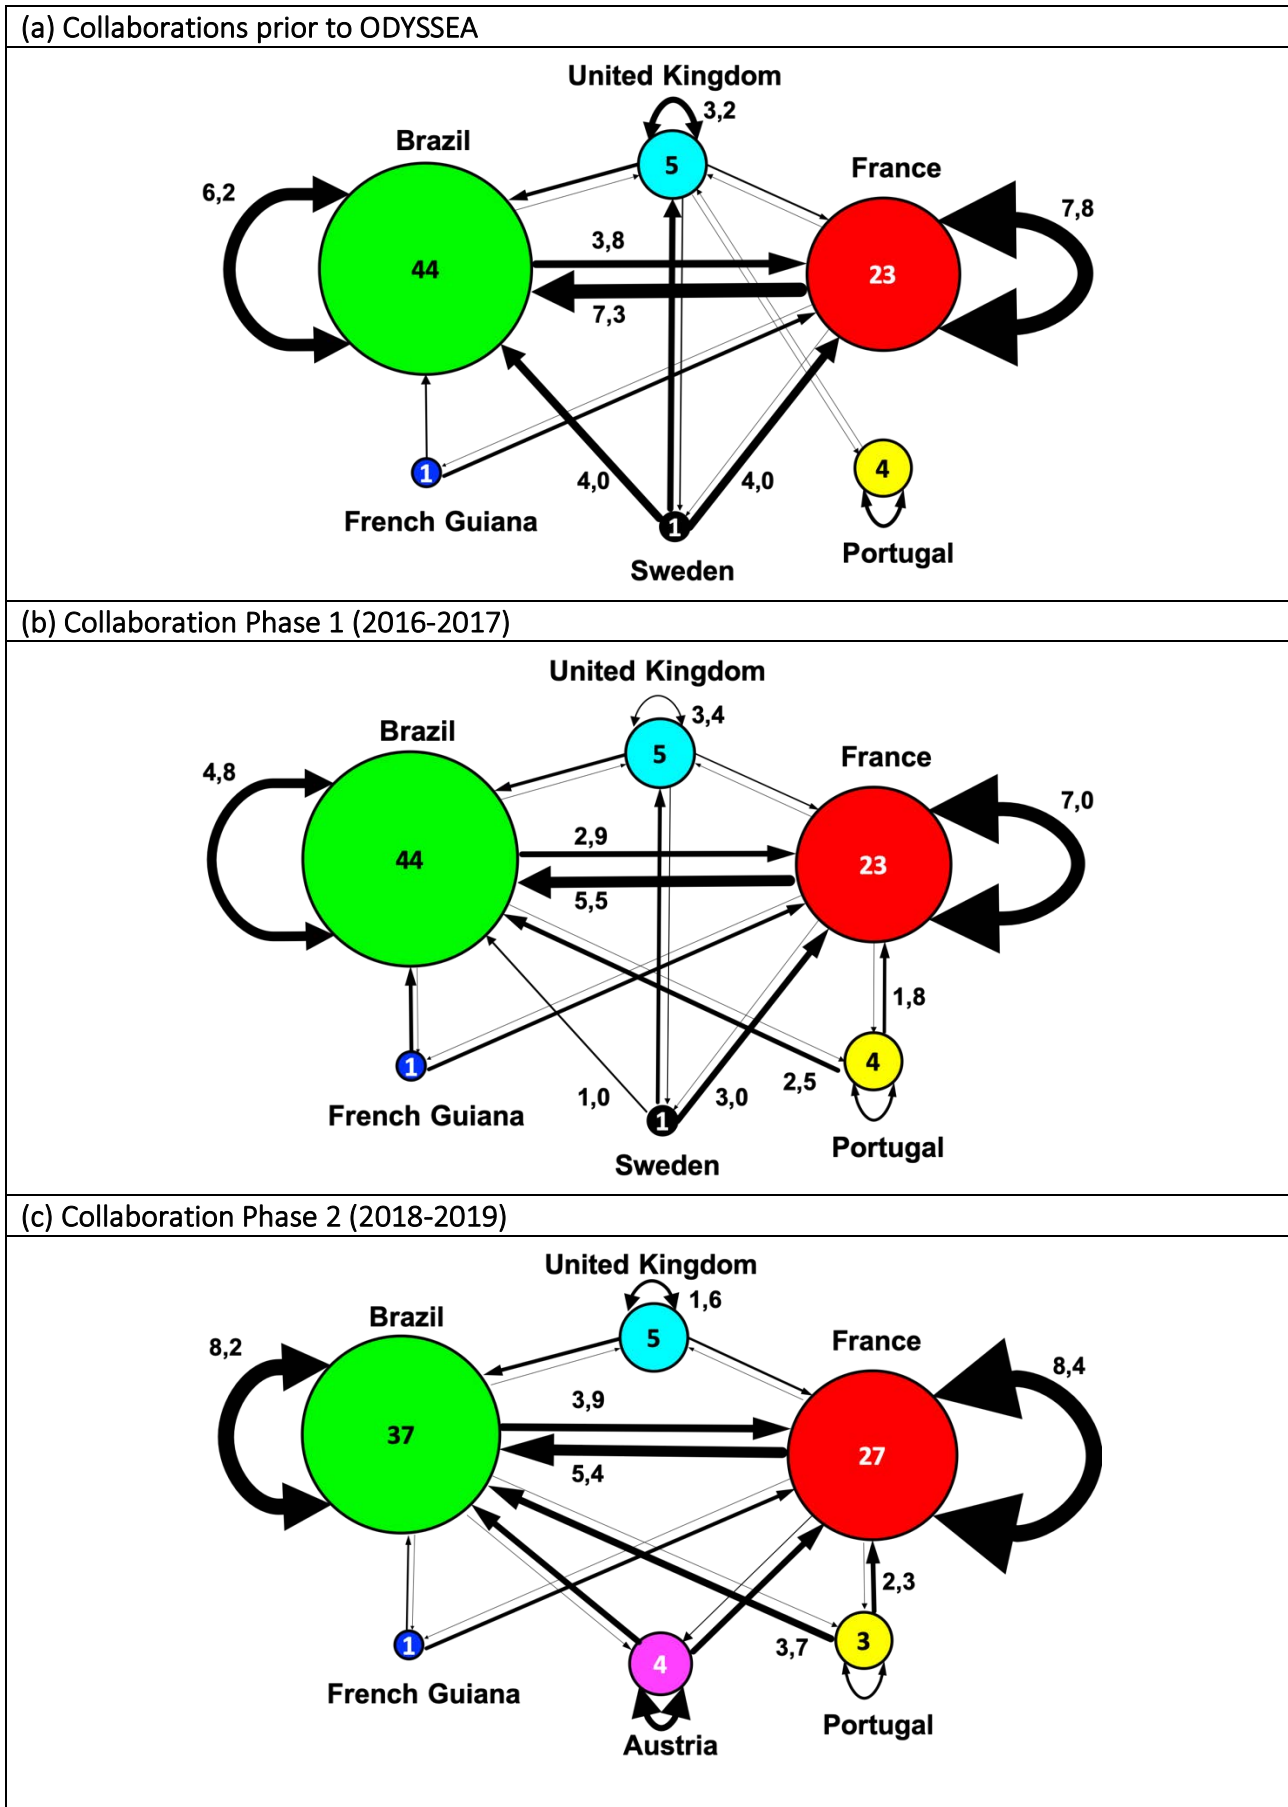 (a) Collaborations prior to ODYSSEA
United Kingdom
3,2
5
Brazil
France
6,2
7,8
3,8
44
23
7,3
1
4,0
4,0
4
French Guiana
1
Portugal
Sweden
(b) Collaboration Phase 1 (2016-2017)
United Kingdom
3,4
Brazil
5
France
4,8
7,0
2,9
44
23
5,5
1,8
1
4
2,5
1,0
3,0
French Guiana
1
Portugal
Sweden
(c) Collaboration Phase 2 (2018-2019)
United Kingdom
1,6
Brazil
5
France
8,2
8,4
3,9
37
27
5,4
2,3
1
3,7
3
4
French Guiana
Portugal
Austria